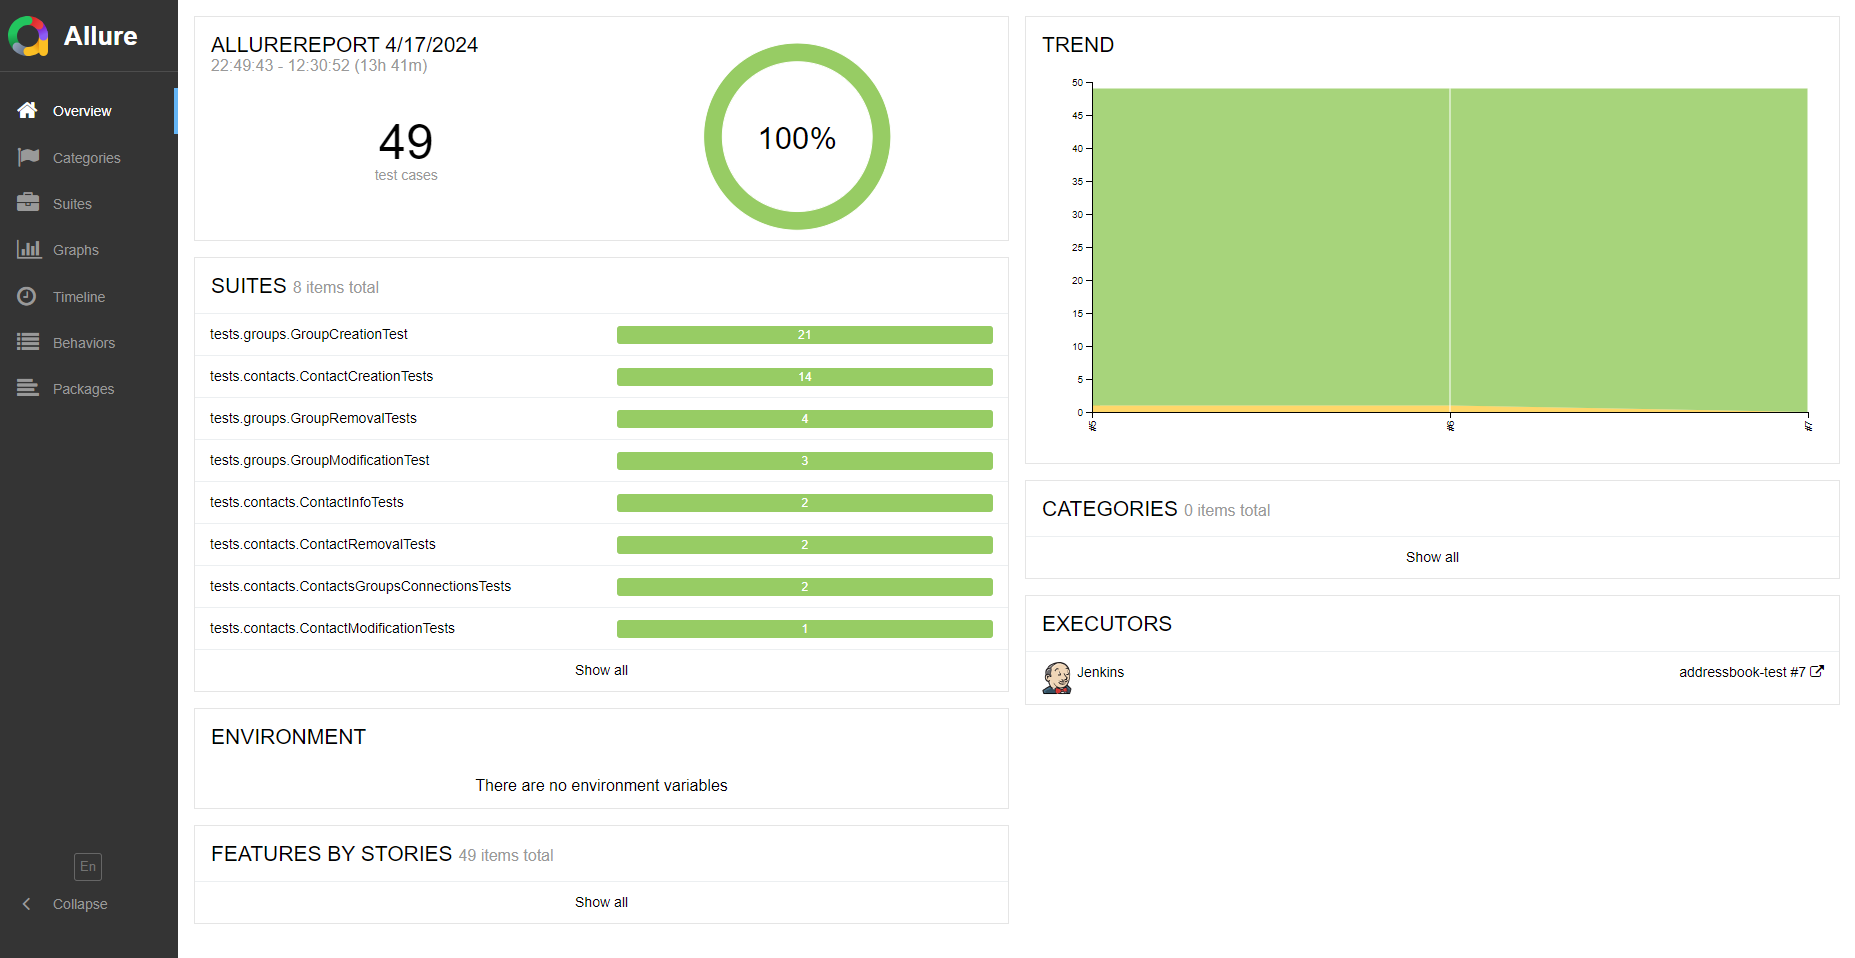 Allure
Overview
Categories
Suites
Graphs
Timeline
Behaviors
Packages
En
Collapse
ALLUREREPORT 4/17/2024
22:49:43 - 12:30:52 (13h 41m)
49
test cases
100%
SUITES 8 items total
tests.groups.GroupCreationTest 21
tests.contacts.ContactCreationTests 14
tests.groups.GroupRemovalTests 4
tests.groups.GroupModificationTest 3
tests.contacts.ContactInfoTests 2
tests.contacts.ContactRemovalTests 2
tests.contacts.ContactsGroupsConnectionsTests 2
tests.contacts.ContactModificationTests 1
Show all
ENVIRONMENT
There are no environment variables
FEATURES BY STORIES 49 items total
Show all
TREND
50
45
40
35
30
25
20
15
10
5
0
#5 #6 #7
CATEGORIES 0 items total
Show all
EXECUTORS
Jenkins addressbook-test #7